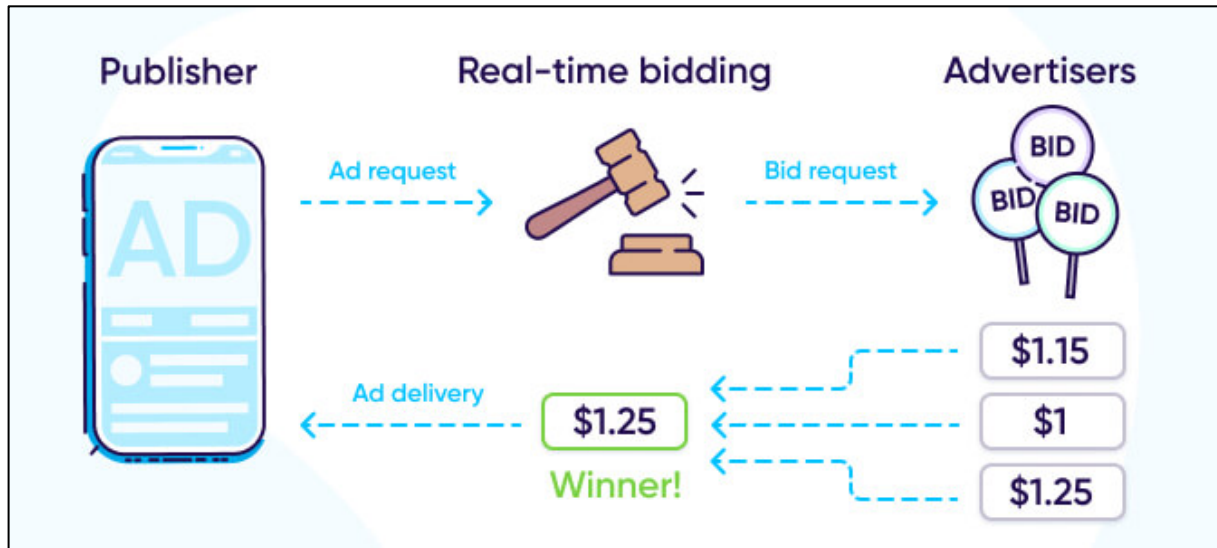 Publisher
Real-time bidding
Advertisers
AD
Ad request
Bid request
BID
BID
BID
$1.15
Ad delivery
$1.25
$1
Winner!
$1.25